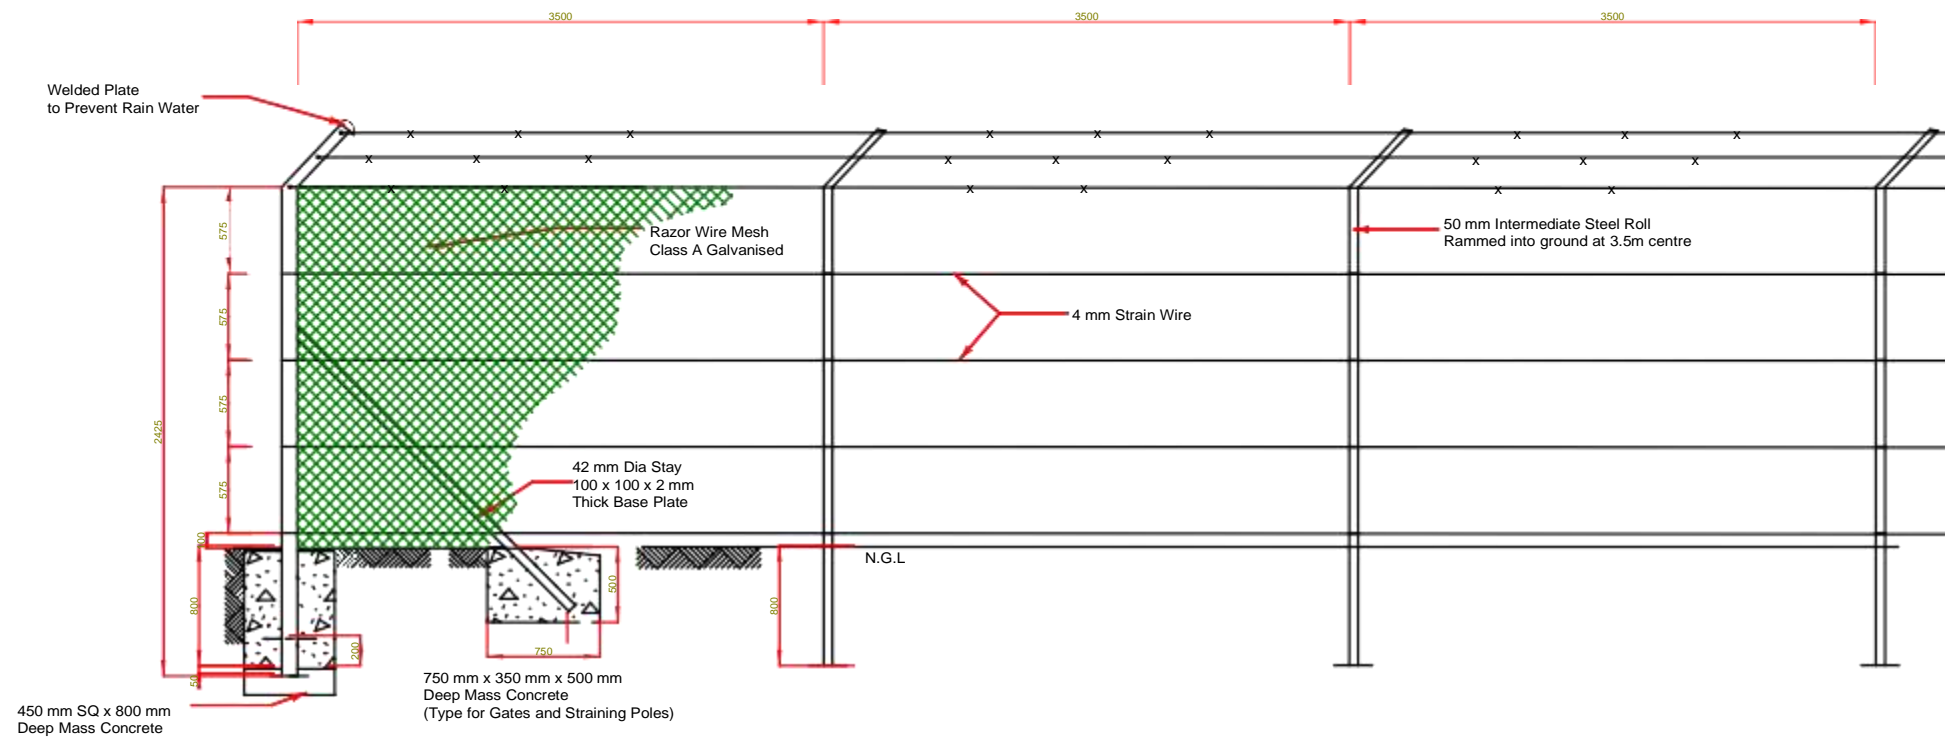 3500
3500
3500
Welded Plate
to Prevent Rain Water
x x x x x x x x x
x x x x x x x x x
x x x x x x
575
Razor Wire Mesh
Class A Galvanised
50 mm Intermediate Steel Roll
Rammed into ground at 3.5m centre
575
4 mm Strain Wire
575
2425
42 mm Dia Stay
100 x 100 x 2 mm
Thick Base Plate
575
N.G.L
500
800
800
200
750
50
750 mm x 350 mm x 500 mm
Deep Mass Concrete
(Type for Gates and Straining Poles)
450 mm SQ x 800 mm
Deep Mass Concrete